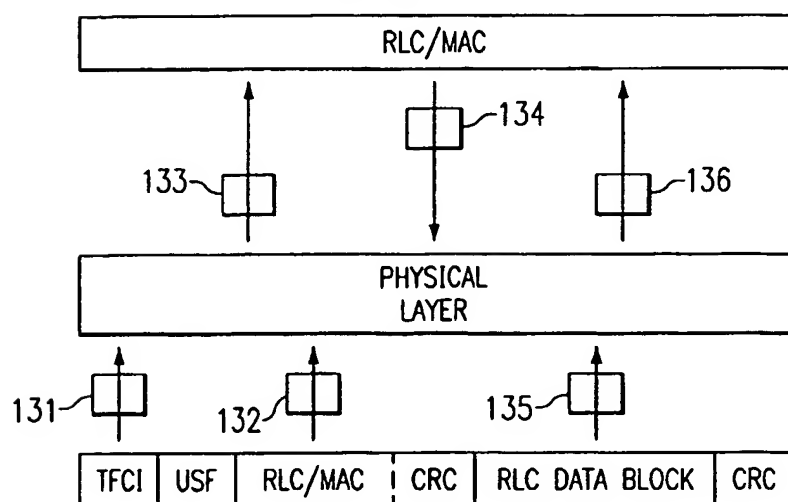 RLC/MAC
134
133
136
PHYSICAL
LAYER
131
132
135
TFCI USF RLC/MAC CRC RLC DATA BLOCK CRC